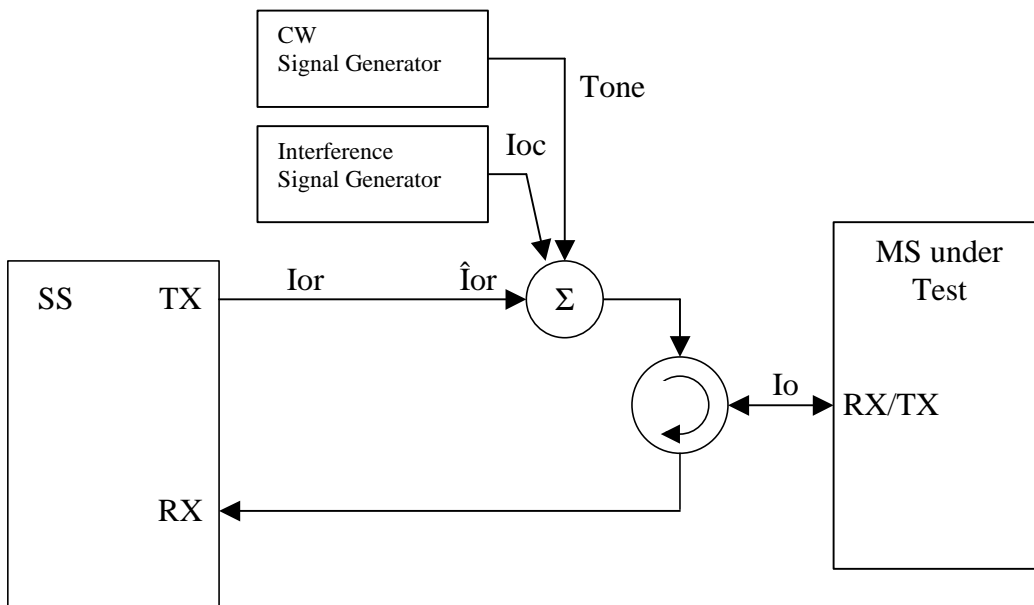 CW
Signal Generator
Tone
Interference
Signal Generator
Ioc
SS
TX
Ior
Îor
Σ
MS under
Test
Io
RX/TX
RX